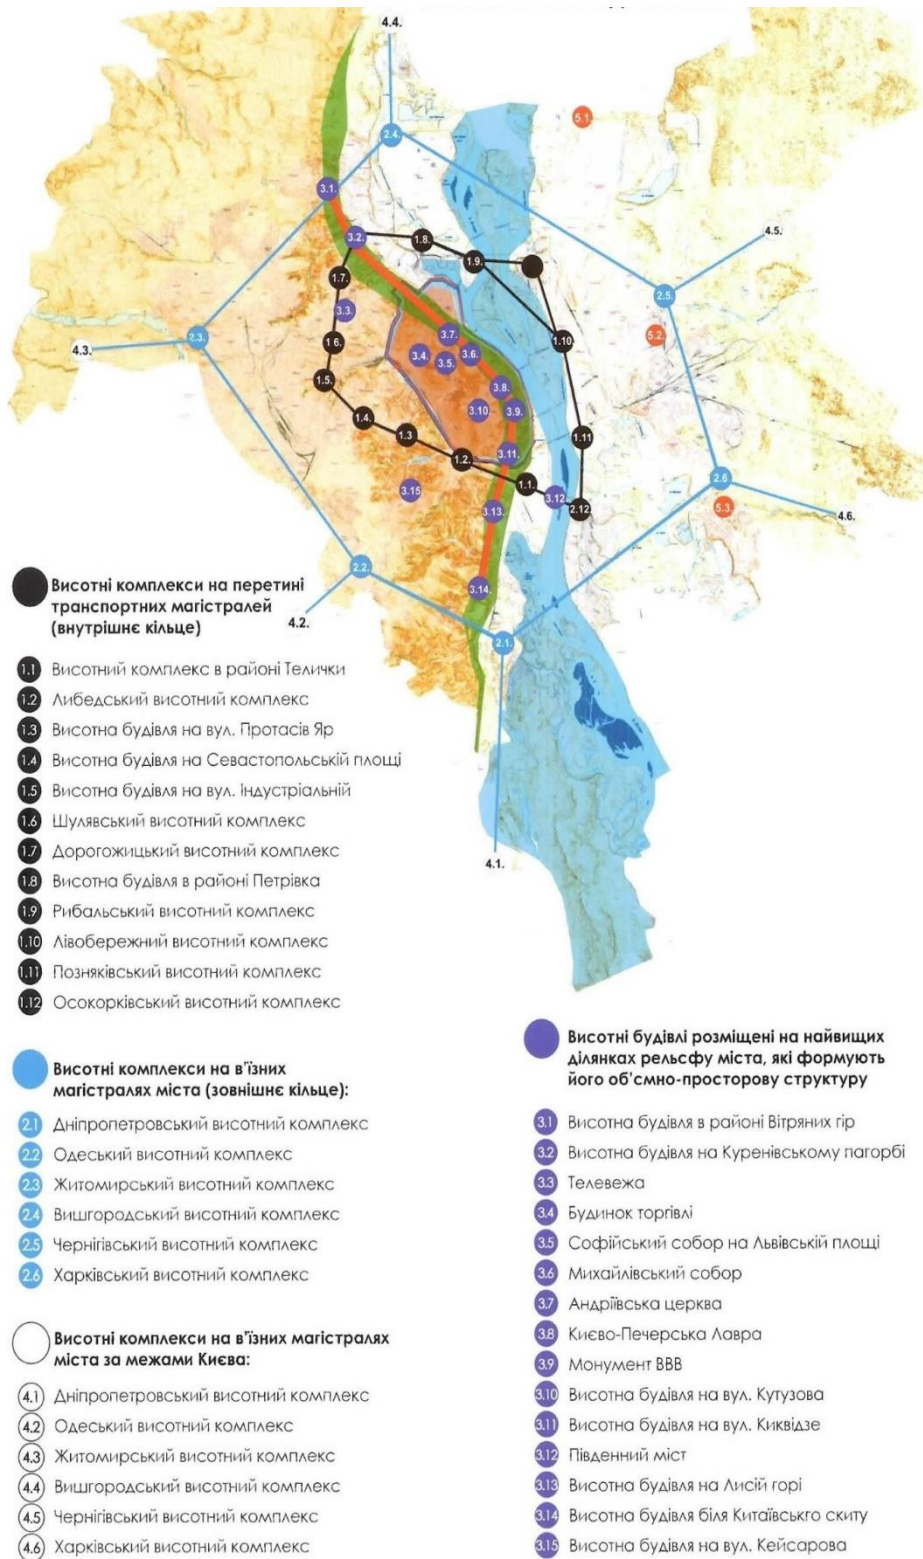 4.4.
5.1.
2.4.
3.1.
4.5.
3.2.
1.8.
1.9.
1.7.
2.5.
3.3.
5.2.
2.3.
4.3.
1 6.
3.7.
1.10.
3.4.
3.5.
3.6.
1.5.
3.8.
3.10.
3.9.
1.4.
1.3
1.11
3.11.
1.2.
3.15
1.1.
2.6
3.12.
2.12.
5.3.
4.6.
3.13.
2.2.
3.14.
4.2.
2.1.
4.1.
Висотні комплекси на перетині
транспортних магістралей
(внутрішнє кільце)
1.1 Висотний комплекс в районі Телички
1.2 Либедський висотний комплекс
1.3 Висотна будівля на вул. Протасів Яр
1.4 Висотна будівля на Севастопольській площі
1.5 Висотна будівля на вул. Індустріальній
1.6 Шулявський висотний комплекс
1.7 Дорогожицький висотний комплекс
1.8 Висотна будівля в районі Петрівка
1.9 Рибальський висотний комплекс
1.10 Лівобережний висотний комплекс
1.11 Позняківський висотний комплекс
1.12 Осокорківський висотний комплекс
Висотні колплекси на в'їзних
магістралях міста (зовнішнє кільце):
2.1 Дніпропетровський висотний комплекс
2.2 Одеський висотний комплекс
2.3 Житомирський висотний комплекс
2.4 Вишгородський висотний комплекс
2.5 Чернігівський висотний комплекс
2.6 Харківський висотний комплекс
Висотні комплекси на в'їзних магістралях
міста за межами Києва:
4.1 Дніпропетровський висотний комплекс
4.2 Одеський висотний комплекс
4.3 Житомирський висотний комплекс
4.4 Вишгородський висотний комплекс
4.5 Чернігівський висотний комплекс
4.6 Харківський висотний комплекс
Висотні будівлі розміщені на найвищих
ділянках рельєфу міста, які формують
його об'ємно-просторову структуру
3.1 Висотна будівля в районі Вітряних гір
3.2 Висотна будівля на Куренівському пагорбі
3.3 Телевежа
3.4 Будинок торгівлі
3.5 Софійський собор на Львівській площі
3.6 Михайлівський собор
3.7 Андріївська церква
3.8 Києво-Печерська Лавра
3.9 Монумент ВВВ
3.10 Висотна будівля на вул. Кутузова
3.11 Висотна будівля на вул. Киквідзе
3.12 Південний міст
3.13 Висотна будівля на Лисій горі
3.14 Висотна будівля біля Китаївсьго скиту
3.15 Висотна будівля на вул. Кейсарова